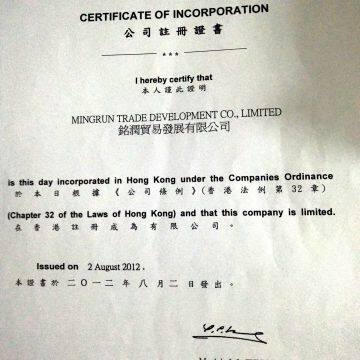 CERTIFICATE OF INCORPORATION
公司註冊證書
***
I hereby certify that
本人謹此證明
MINGRUN TRADE DEVELOPMENT CO., LIMITED
銘潤貿易發展有限公司
is this day incorporated in Hong Kong under the Companies Ordinance
於本日根據《公司條例》(香港法例第32章)
(Chapter 32 of the Laws of Hong Kong) and that this company is limited.
在香港註冊成為有限公司。
Issued on 2 August 2012.
本證書於二〇一二年八月二日發出。